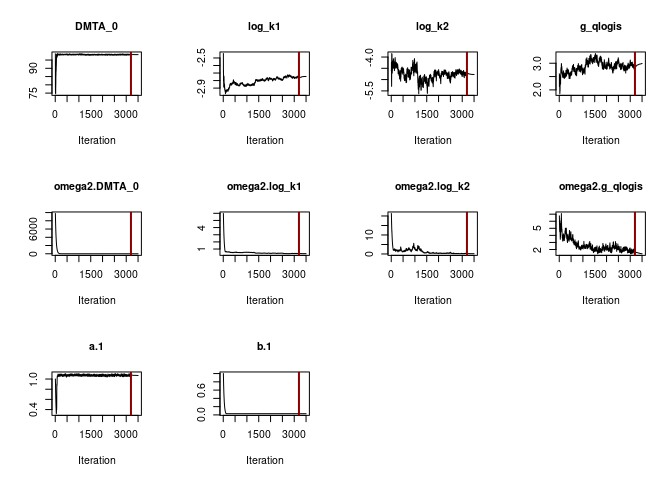 DMTA_0
75 90
0 1500 3000
Iteration
log_k1
-2.9 -2.5
0 1500 3000
Iteration
log_k2
-5.5 -4.0
0 1500 3000
Iteration
g_qlogis
2.0 3.0
0 1500 3000
Iteration
omega2.DMTA_0
0 6000
0 1500 3000
Iteration
omega2.log_k1
1 4
0 1500 3000
Iteration
omega2.log_k2
0 10
0 1500 3000
Iteration
omega2.g_qlogis
2 5
0 1500 3000
Iteration
a.1
0.4 1.0
0 1500 3000
Iteration
b.1
0.0 0.6
0 1500 3000
Iteration